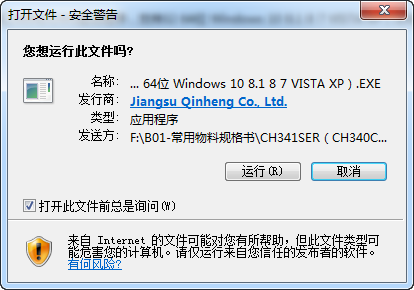 打开文件 - 安全警告
您想运行此文件吗?
名称: ... 64位 Windows 10 8.1 8 7 VISTA XP ) .EXE
发行商: Jiangsu Qinheng Co., Ltd.
类型: 应用程序
发送方: F:\B01-常用物料规格书\CH341SER ( CH340C...
运行(R) 取消
打开此文件前总是询问(W)
来自 Internet 的文件可能对您有所帮助，但此文件类型可
能危害您的计算机。请仅运行来自您信任的发布者的软件。
有何风险?